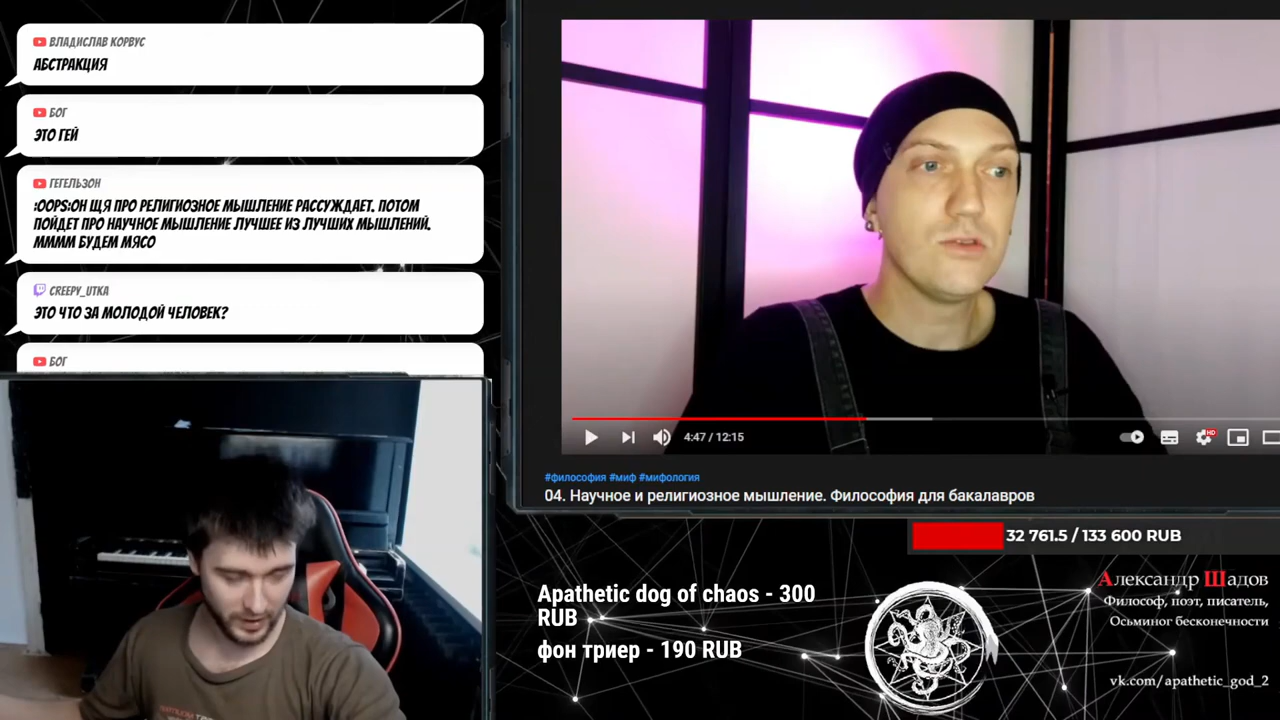 ВЛАДИСЛАВ КОРВУС
АБСТРАКЦИЯ
БОГ
ЭТО ГЕЙ
ГЕГЕЛЬЗОН
:OOPS:ОН ЩЯ ПРО РЕЛИГИОЗНОЕ МЫШЛЕНИЕ РАССУЖДАЕТ, ПОТОМ
ПОЙДЕТ ПРО НАУЧНОЕ МЫШЛЕНИЕ ЛУЧШЕЕ ИЗ ЛУЧШИХ МЫШЛЕНИЙ.
ММММ БУДЕМ МЯСО
CREEPY_UTKA
ЭТО ЧТО ЗА МОЛОДОЙ ЧЕЛОВЕК?
БОГ
4:47 / 12:15
HD
#философия #миф #мифология
04. Научное и религиозное мышление. Философия для бакалавров
32 761.5 / 133 600 RUB
Apathetic dog of chaos - 300
RUB
фон триер - 190 RUB
Александр Шадов
Философ, поэт, писатель,
Осьминог бесконечности
vk.com/apathetic_god_2